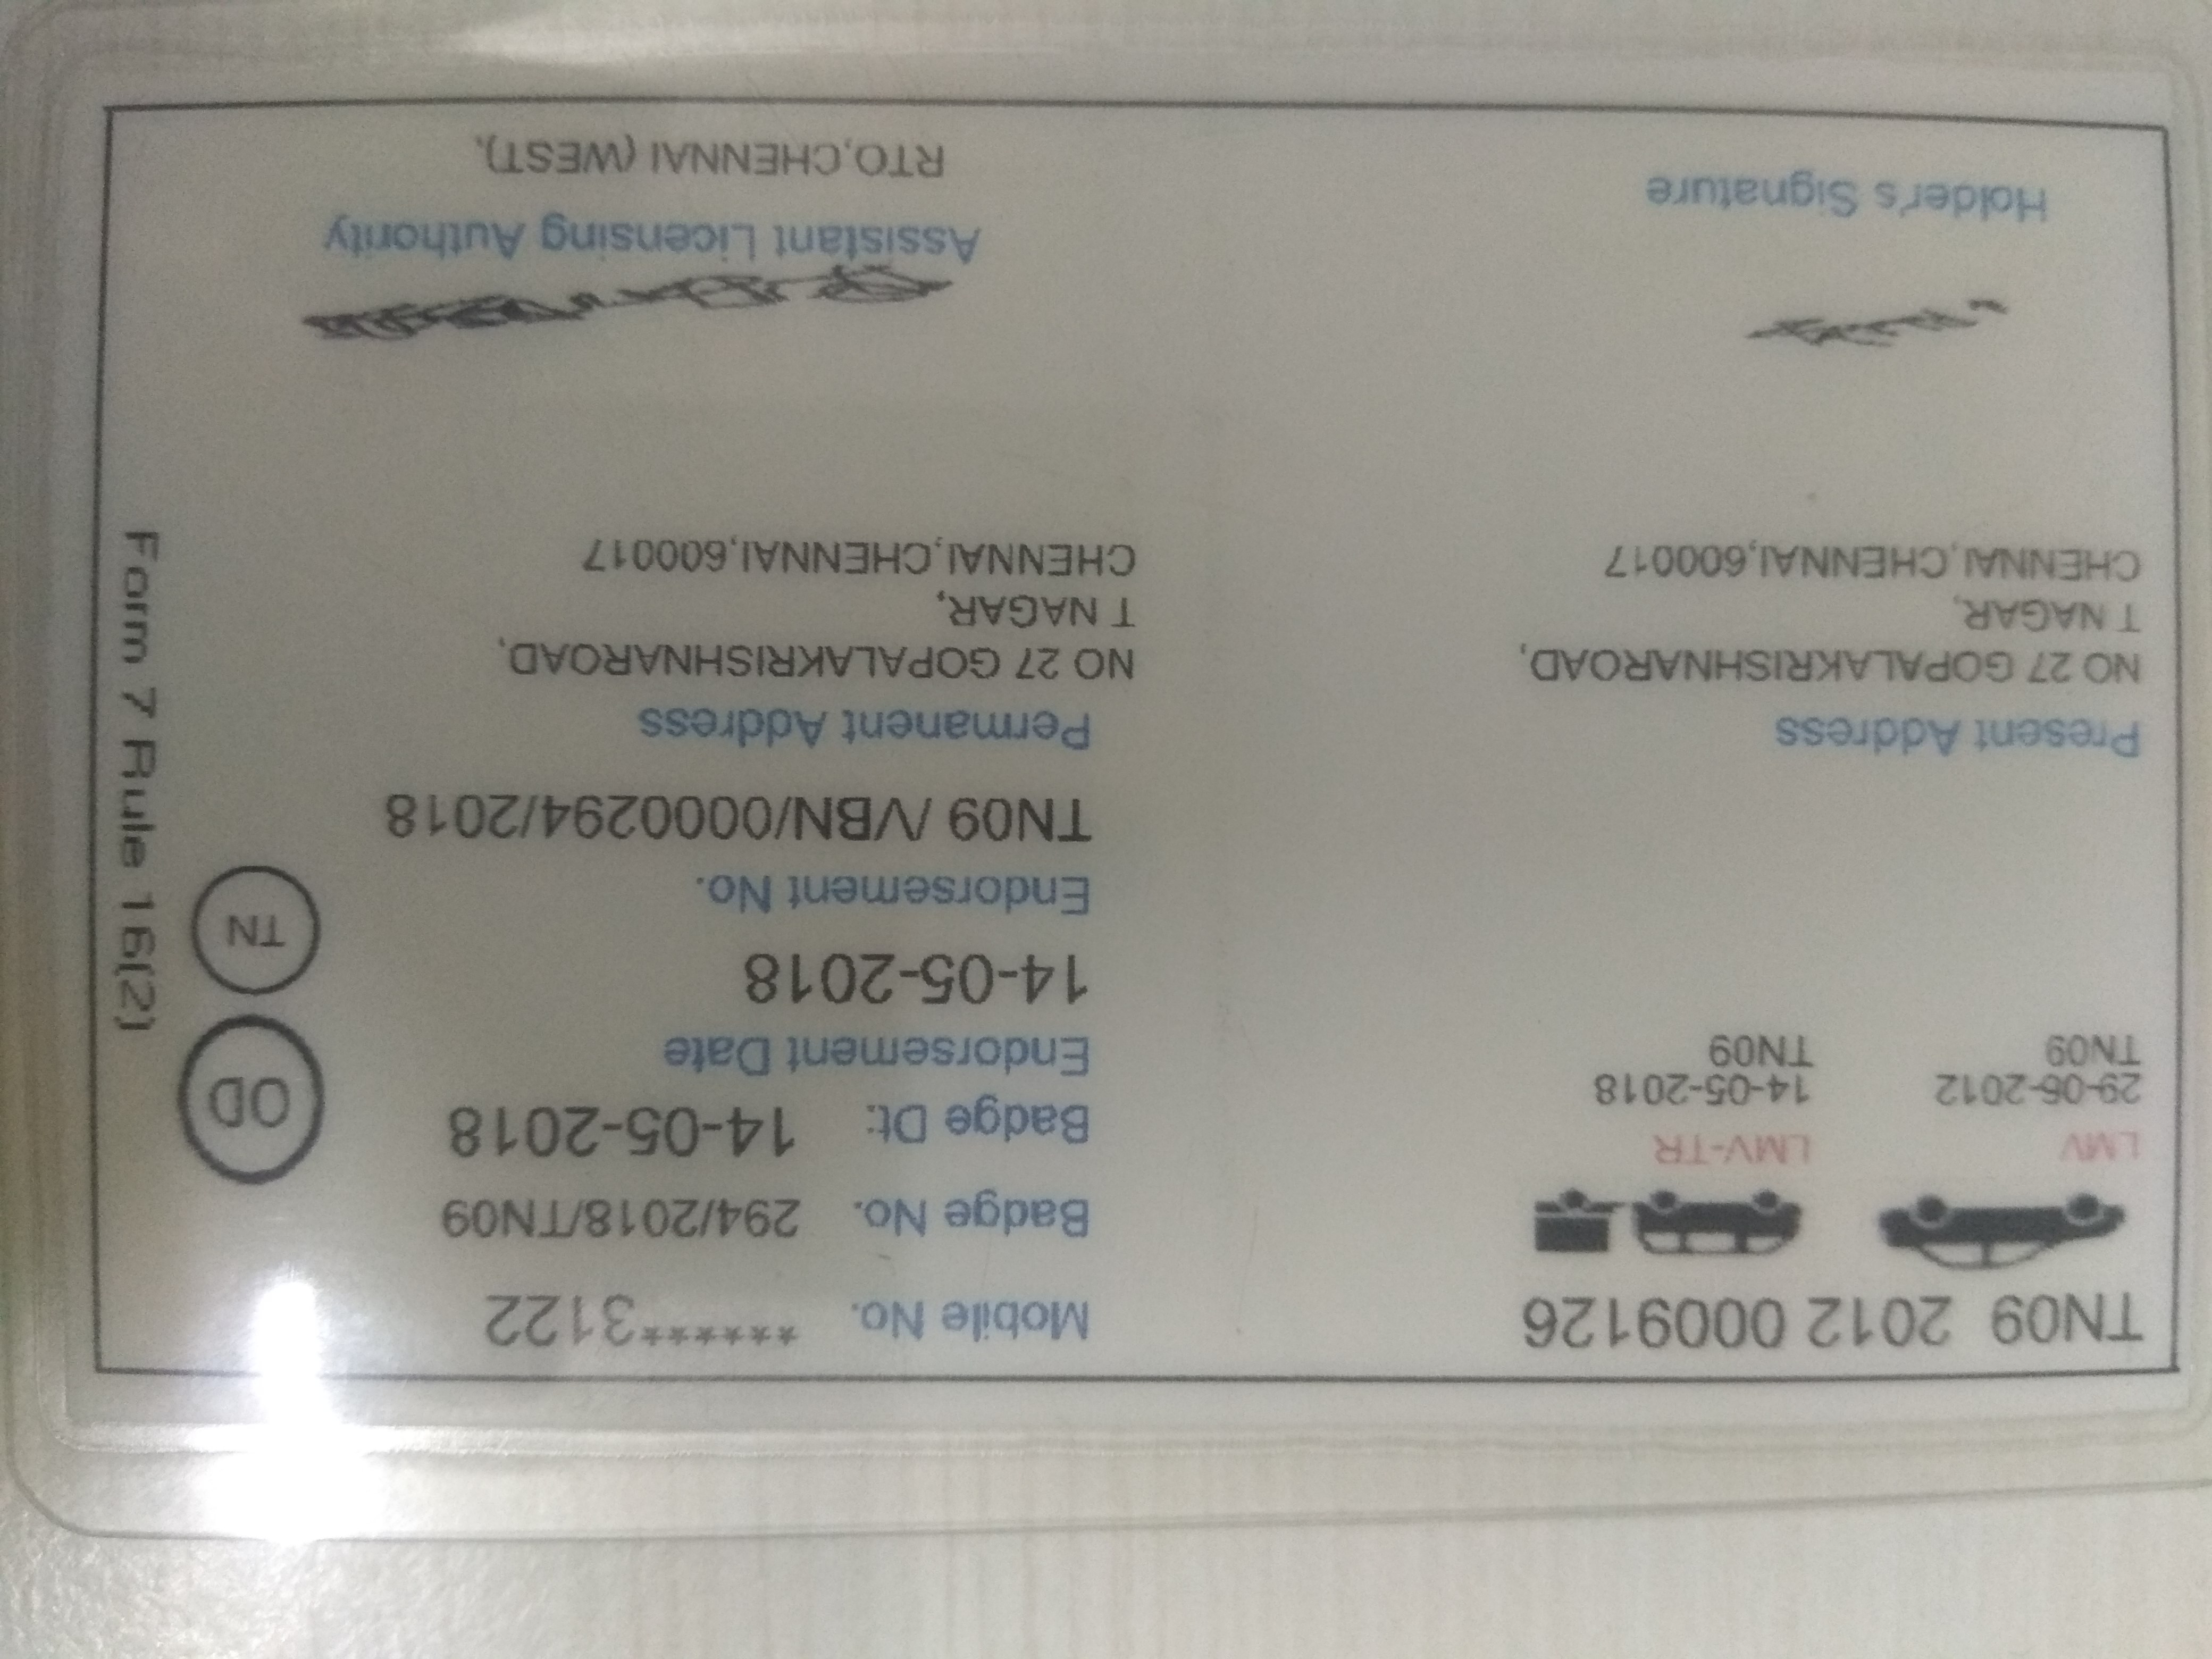 TN09 2012 0009126
LMV
29-06-2012
TN09
LMV-TR
14-05-2018
TN09
Present Address
NO 27 GOPALAKRISHNAROAD,
T NAGAR,
CHENNAI,CHENNAI,600017
Holder's Signature
Mobile No. ******3122
Badge No. 294/2018/TN09
Badge Dt: 14-05-2018
Endorsement Date
14-05-2018
Endorsement No.
TN09 /VBN/0000294/2018
Permanent Address
NO 27 GOPALAKRISHNAROAD,
T NAGAR,
CHENNAI,CHENNAI,600017
Assistant Licensing Authority
RTO,CHENNAI (WEST).
OD
TN
Form 7 Rule 16(2)